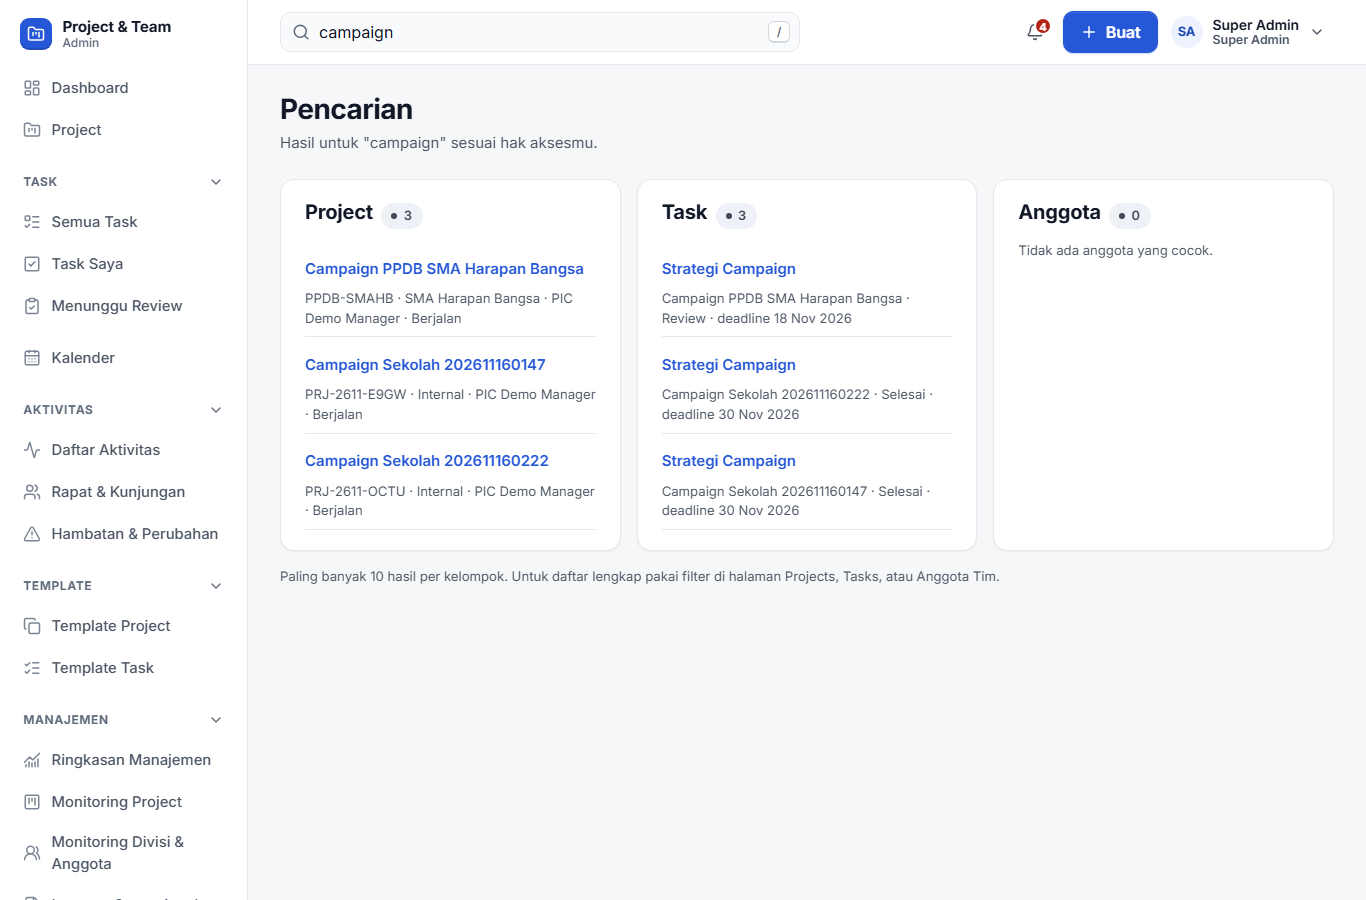 Project & Team
Admin
Dashboard
Project
TASK
Semua Task
Task Saya
Menunggu Review
Kalender
AKTIVITAS
Daftar Aktivitas
Rapat & Kunjungan
Hambatan & Perubahan
TEMPLATE
Template Project
Template Task
MANAJEMEN
Ringkasan Manajemen
Monitoring Project
Monitoring Divisi &
Anggota
campaign
/
4
+ Buat
SA
Super Admin
Super Admin
Pencarian
Hasil untuk "campaign" sesuai hak aksesmu.
Project • 3
Campaign PPDB SMA Harapan Bangsa
PPDB-SMAHB · SMA Harapan Bangsa · PIC
Demo Manager · Berjalan
Campaign Sekolah 202611160147
PRJ-2611-E9GW · Internal · PIC Demo Manager
· Berjalan
Campaign Sekolah 202611160222
PRJ-2611-OCTU · Internal · PIC Demo Manager
· Berjalan
Task • 3
Strategi Campaign
Campaign PPDB SMA Harapan Bangsa ·
Review · deadline 18 Nov 2026
Strategi Campaign
Campaign Sekolah 202611160222 · Selesai ·
deadline 30 Nov 2026
Strategi Campaign
Campaign Sekolah 202611160147 · Selesai ·
deadline 30 Nov 2026
Anggota • 0
Tidak ada anggota yang cocok.
Paling banyak 10 hasil per kelompok. Untuk daftar lengkap pakai filter di halaman Projects, Tasks, atau Anggota Tim.